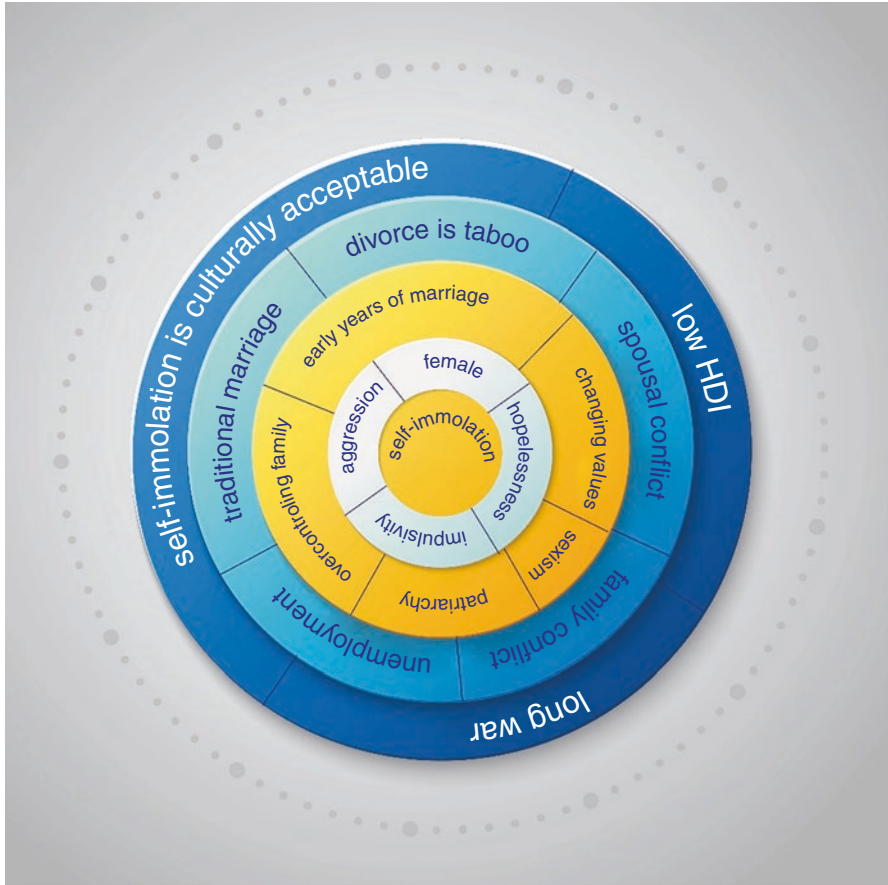 self-immolation is culturally acceptable
low HDI
long war
divorce is taboo
spousal conflict
family conflict
unemployment
traditional marriage
early years of marriage
changing values
sexism
patriarchy
overcontroling family
female
hopelessness
impulsivity
aggression
self-immolation